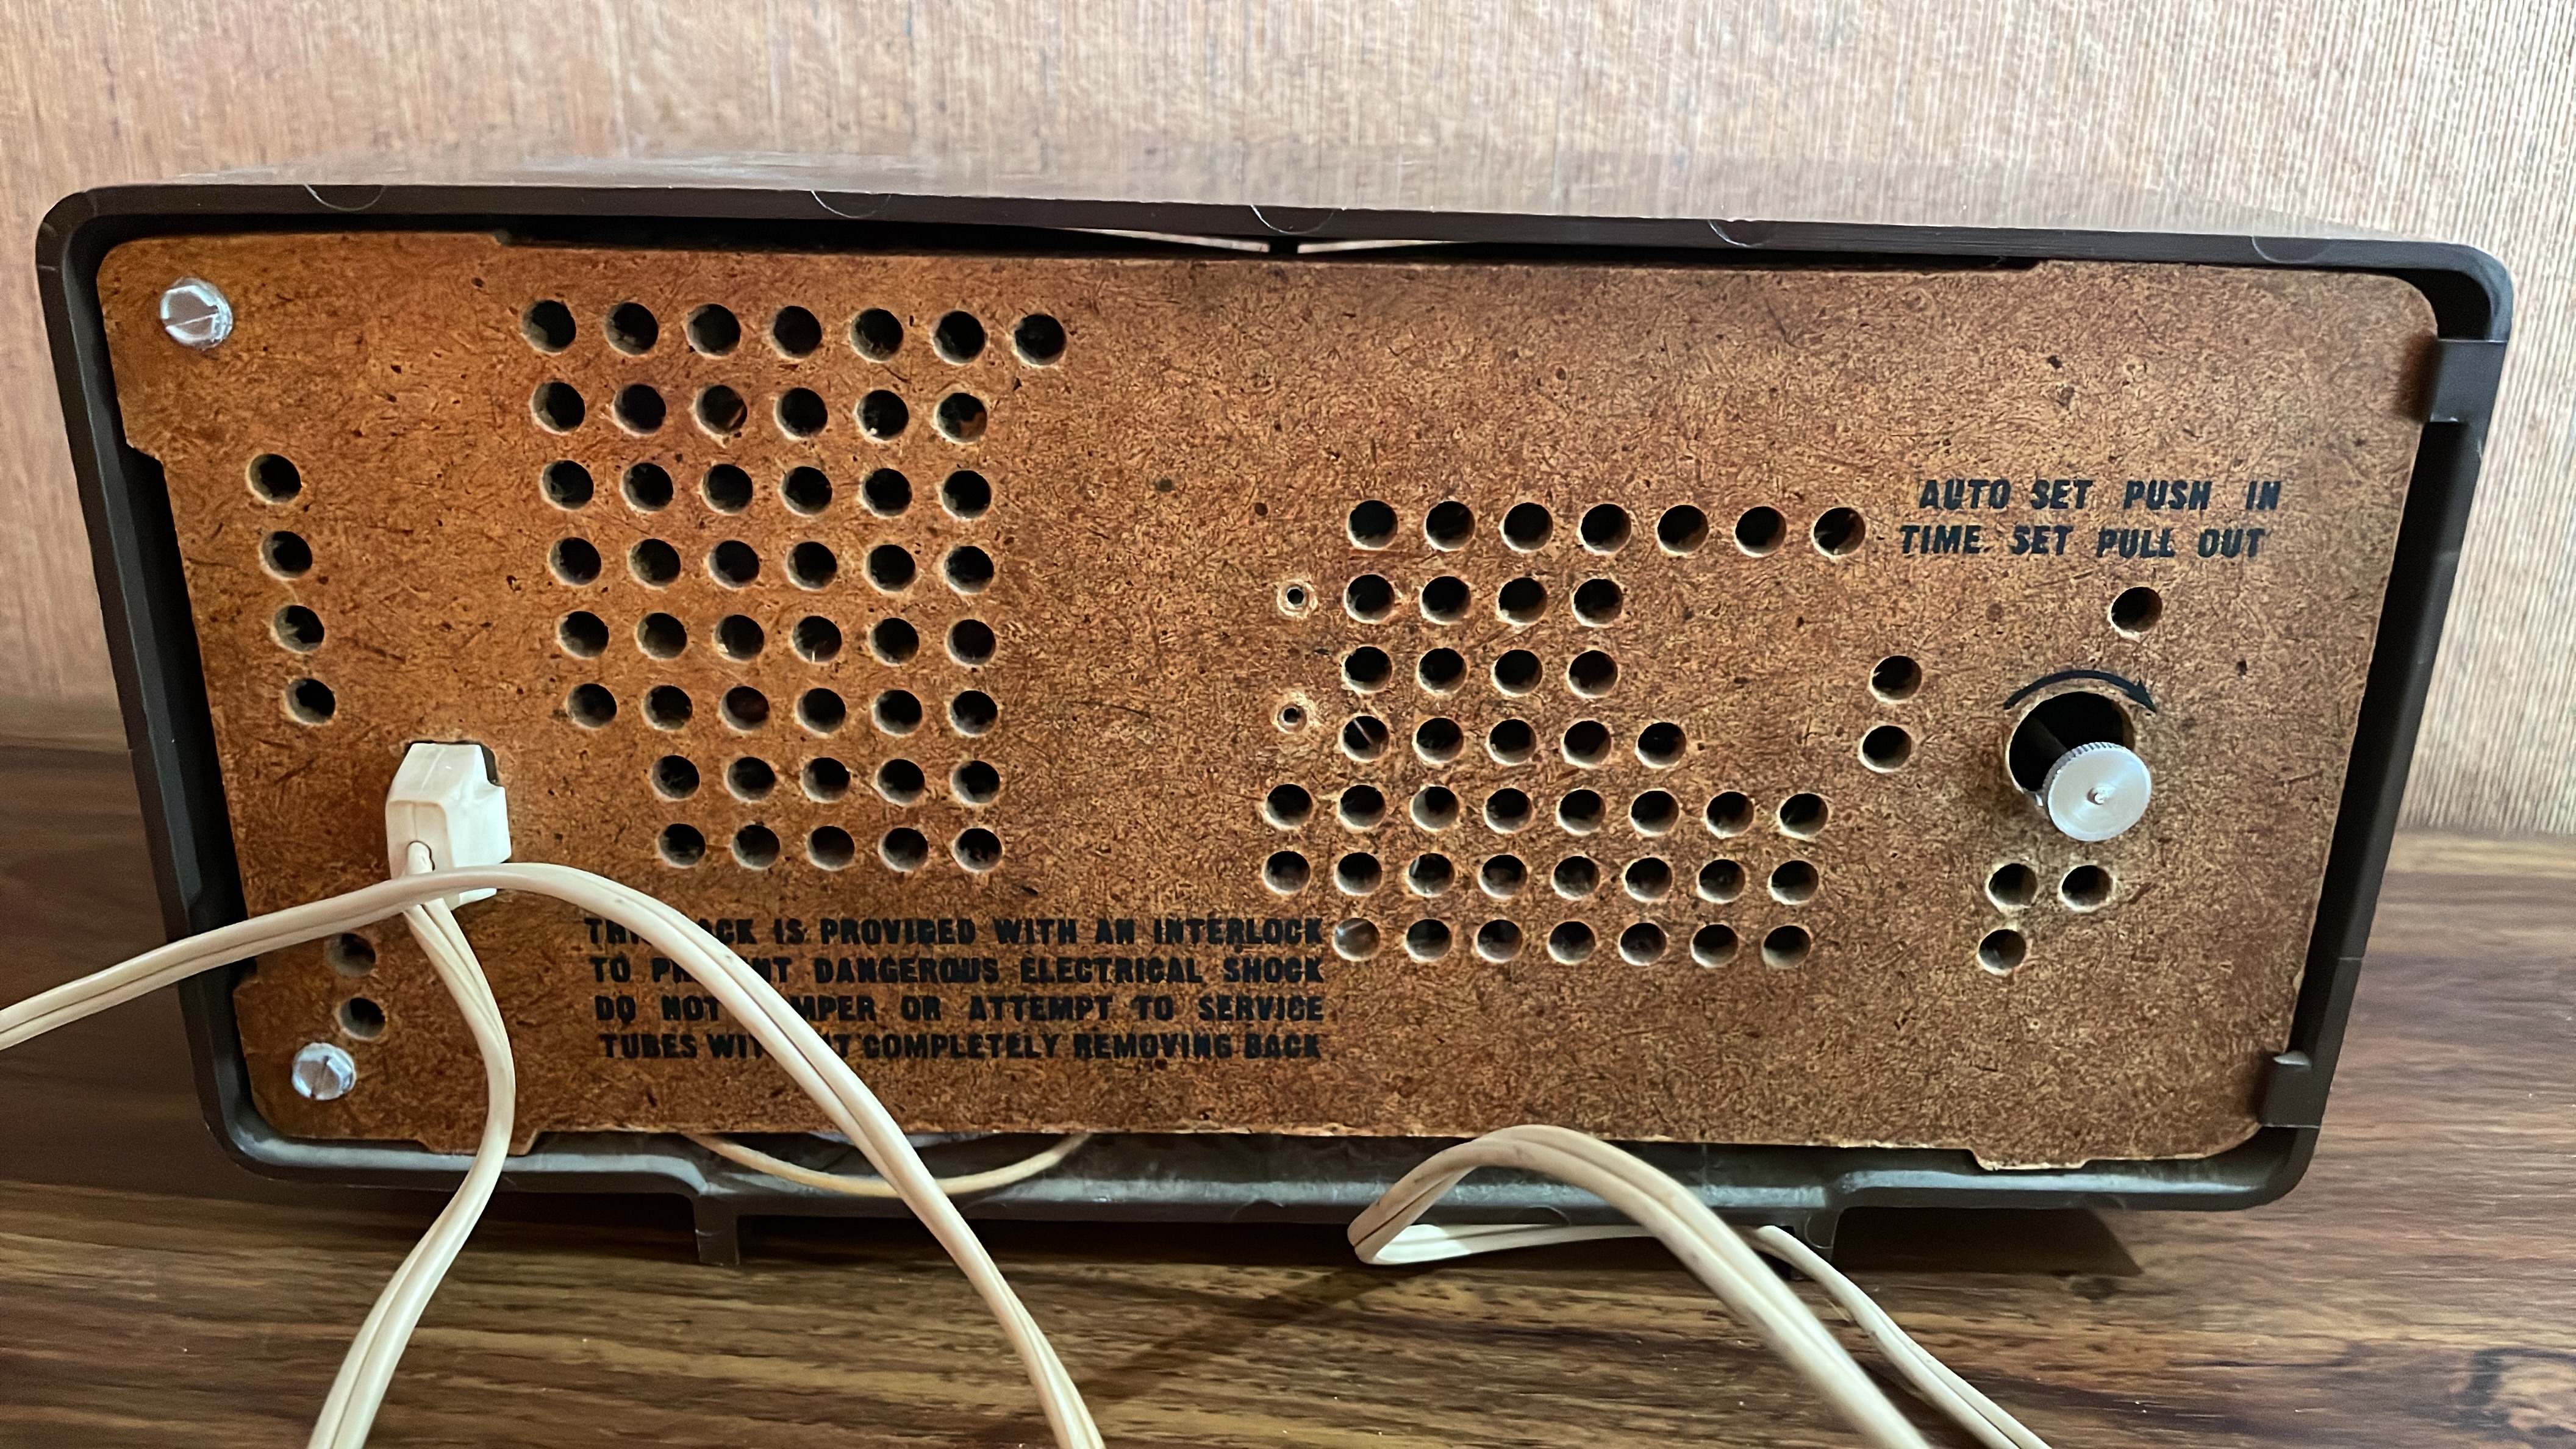 AUTO SET PUSH IN
TIME. SET PULL OUT
IS PROVIDED WITH AN INTERLOCK
TO DANGEROUS ELECTRICAL SHOCK
DO NOT OR ATTEMPT TO SERVICE
TUBES COMPLETELY REMOVING BACK